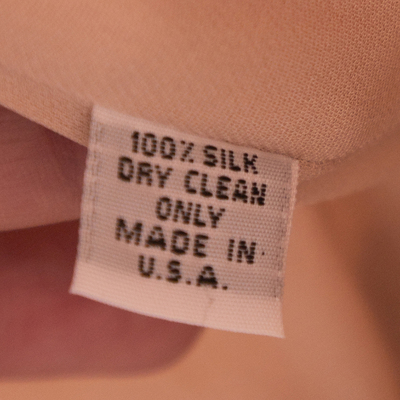 100% SILK
DRY CLEAN
ONLY
MADE IN
U.S.A.